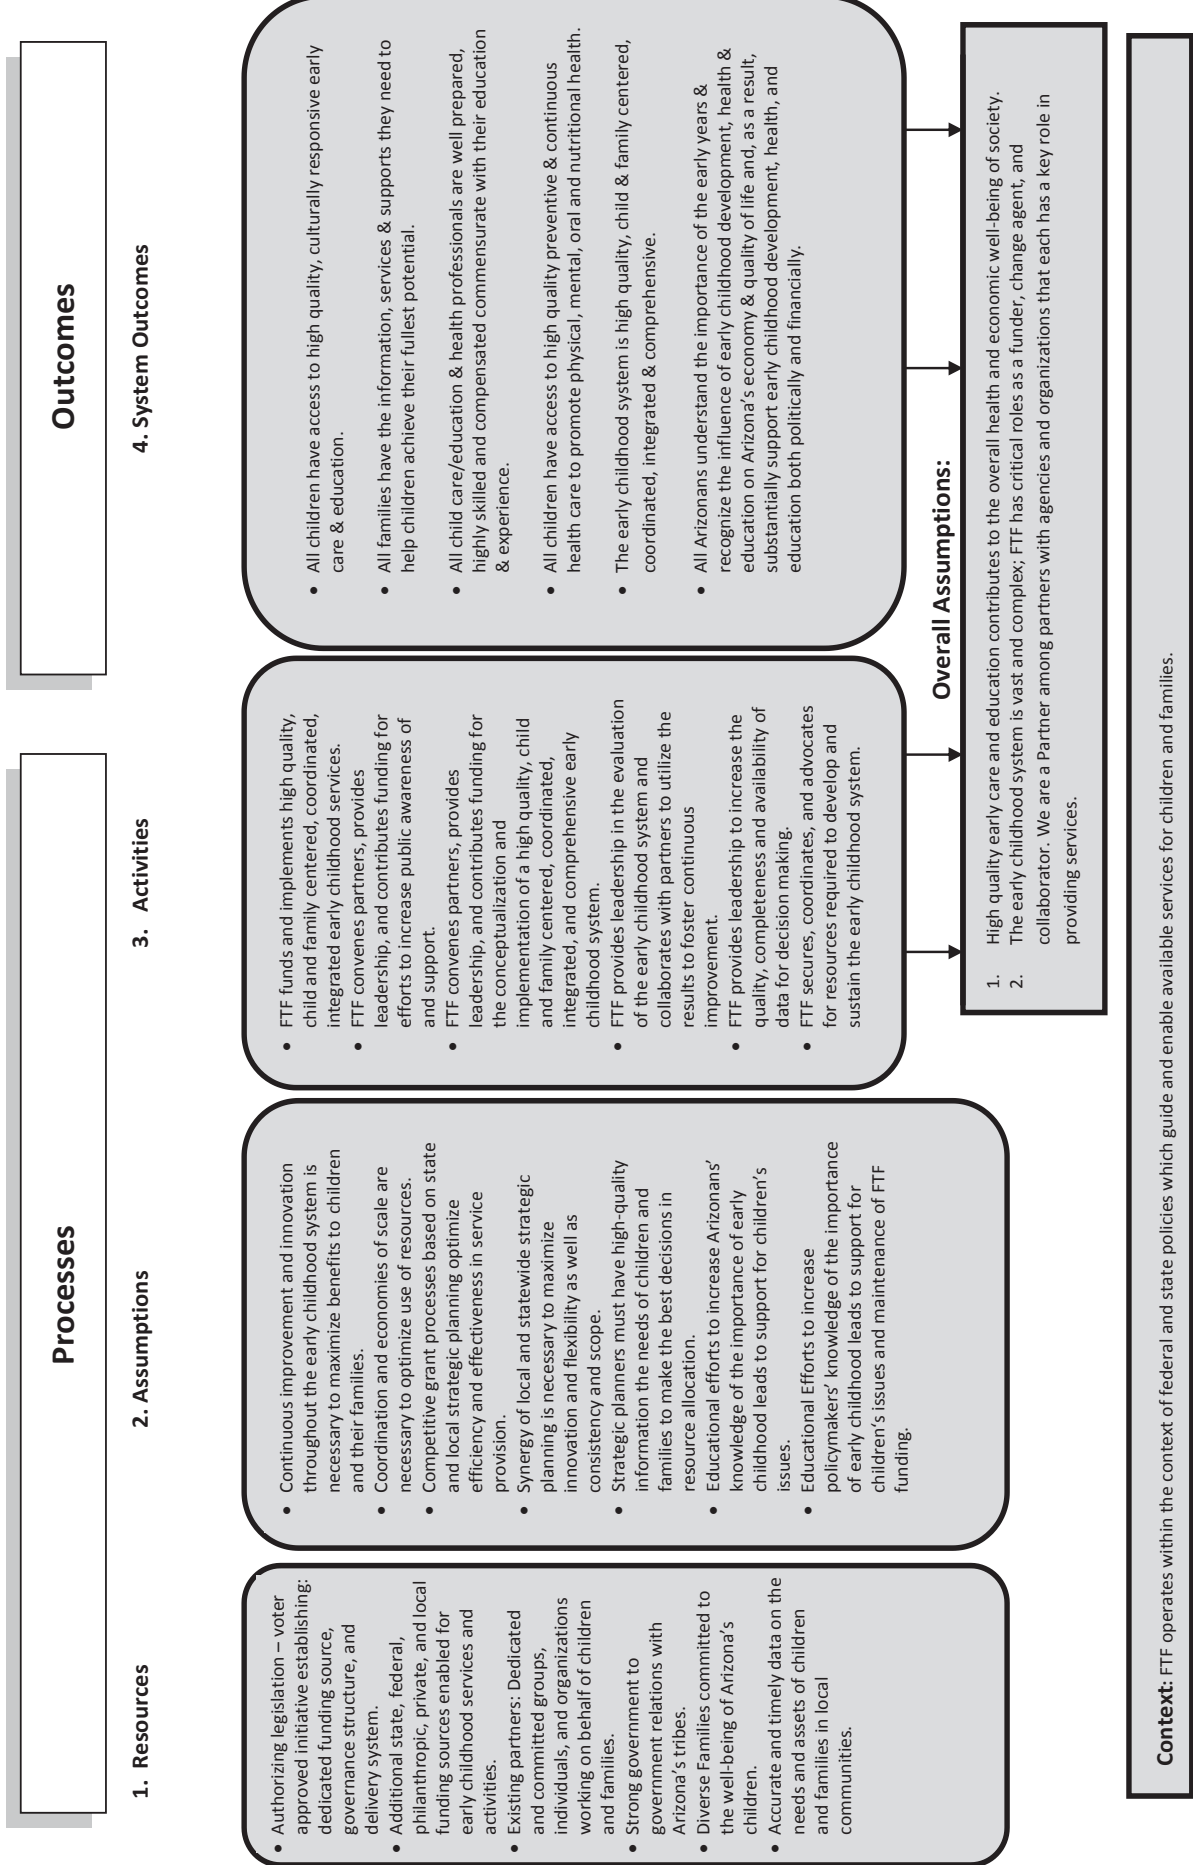 Processes
Outcomes
1. Resources
2. Assumptions
3. Activities
4. System Outcomes
• Authorizing legislation – voter
approved initiative establishing:
dedicated funding source,
governance structure, and
delivery system.
• Additional state, federal,
philanthropic, private, and local
funding sources enabled for
early childhood services and
activities.
• Existing partners: Dedicated
and committed groups,
individuals, and organizations
working on behalf of children
and families.
• Strong government to
government relations with
Arizona's tribes.
• Diverse Families committed to
the well-being of Arizona's
children.
• Accurate and timely data on the
needs and assets of children
and families in local
communities.
• Continuous improvement and innovation
throughout the early childhood system is
necessary to maximize benefits to children
and their families.
• Coordination and economies of scale are
necessary to optimize use of resources.
• Competitive grant processes based on state
and local strategic planning optimize
efficiency and effectiveness in service
provision.
• Synergy of local and statewide strategic
planning is necessary to maximize
innovation and flexibility as well as
consistency and scope.
• Strategic planners must have high-quality
information the needs of children and
families to make the best decisions in
resource allocation.
• Educational efforts to increase Arizonans'
knowledge of the importance of early
childhood leads to support for children's
issues.
• Educational Efforts to increase
policymakers' knowledge of the importance
of early childhood leads to support for
children's issues and maintenance of FTF
funding.
• FTF funds and implements high quality,
child and family centered, coordinated,
integrated early childhood services.
• FTF convenes partners, provides
leadership, and contributes funding for
efforts to increase public awareness of
and support.
• FTF convenes partners, provides
leadership, and contributes funding for
the conceptualization and
implementation of a high quality, child
and family centered, coordinated,
integrated, and comprehensive early
childhood system.
• FTF provides leadership in the evaluation
of the early childhood system and
collaborates with partners to utilize the
results to foster continuous
improvement.
• FTF provides leadership to increase the
quality, completeness and availability of
data for decision making.
• FTF secures, coordinates, and advocates
for resources required to develop and
sustain the early childhood system.
• All children have access to high quality, culturally responsive early
care & education.
• All families have the information, services & supports they need to
help children achieve their fullest potential.
• All child care/education & health professionals are well prepared,
highly skilled and compensated commensurate with their education
& experience.
• All children have access to high quality preventive & continuous
health care to promote physical, mental, oral and nutritional health.
• The early childhood system is high quality, child & family centered,
coordinated, integrated & comprehensive.
• All Arizonans understand the importance of the early years &
recognize the influence of early childhood development, health &
education on Arizona's economy & quality of life and, as a result,
substantially support early childhood development, health, and
education both politically and financially.
Overall Assumptions:
1. High quality early care and education contributes to the overall health and economic well-being of society.
2. The early childhood system is vast and complex; FTF has critical roles as a funder, change agent, and
collaborator. We are a Partner among partners with agencies and organizations that each has a key role in
providing services.
Context: FTF operates within the context of federal and state policies which guide and enable available services for children and families.